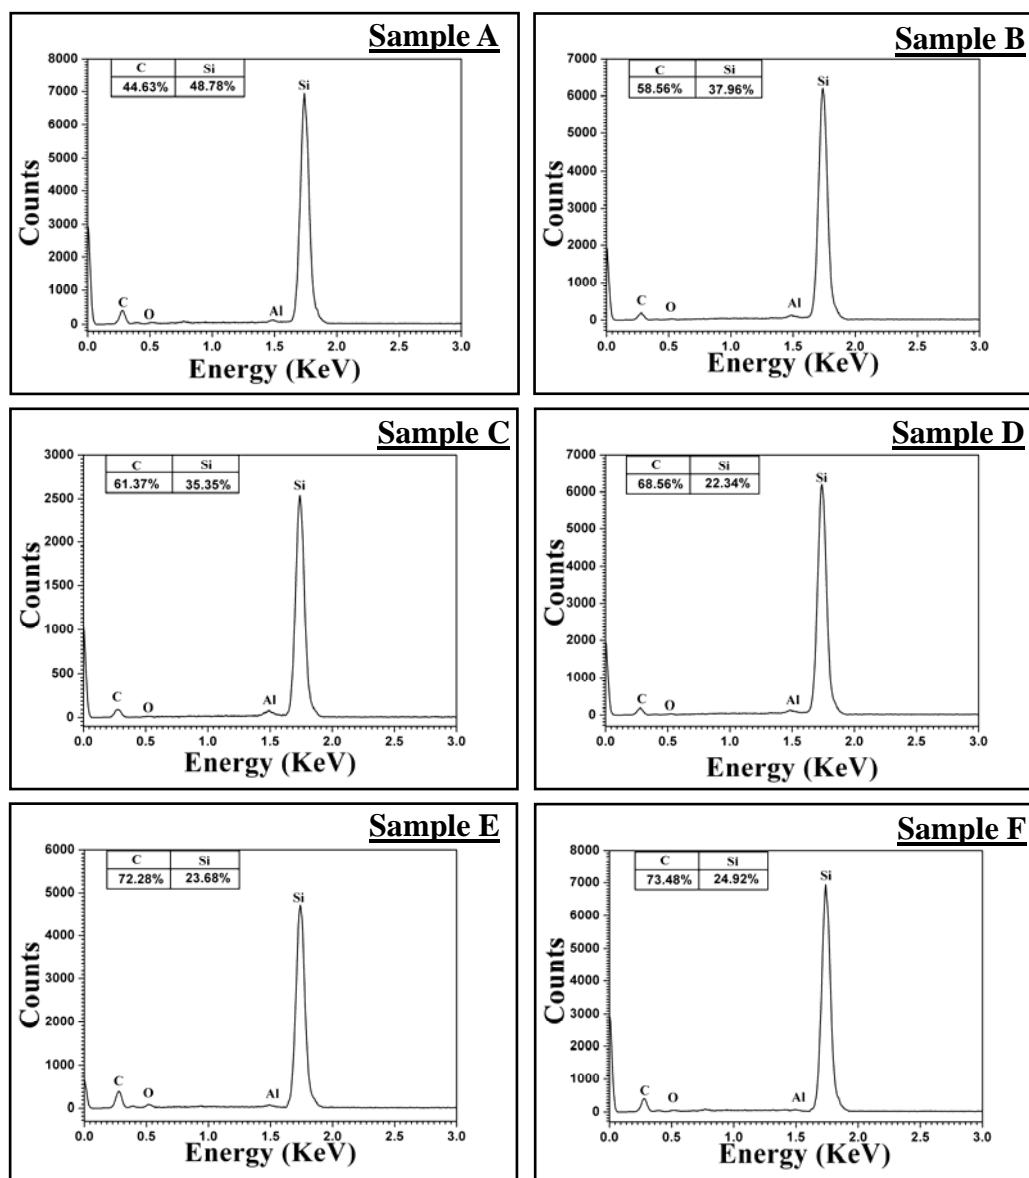 Sample A
C Si
44.63% 48.78%
8000
7000
6000
5000
4000
3000
2000
1000
0
Counts
Si
C
O
Al
0.0 0.5 1.0 1.5 2.0 2.5 3.0
Energy (KeV)
Sample B
C Si
58.56% 37.96%
7000
6000
5000
4000
3000
2000
1000
0
Counts
Si
C
O
Al
0.0 0.5 1.0 1.5 2.0 2.5 3.0
Energy (KeV)
Sample C
C Si
61.37% 35.35%
3000
2500
2000
1500
1000
500
0
Counts
Si
C
O
Al
0.0 0.5 1.0 1.5 2.0 2.5 3.0
Energy (KeV)
Sample D
C Si
68.56% 22.34%
7000
6000
5000
4000
3000
2000
1000
0
Counts
Si
C
O
Al
0.0 0.5 1.0 1.5 2.0 2.5 3.0
Energy (KeV)
Sample E
C Si
72.28% 23.68%
6000
5000
4000
3000
2000
1000
0
Counts
Si
C
O
Al
0.0 0.5 1.0 1.5 2.0 2.5 3.0
Energy (KeV)
Sample F
C Si
73.48% 24.92%
8000
7000
6000
5000
4000
3000
2000
1000
0
Counts
Si
C
O
Al
0.0 0.5 1.0 1.5 2.0 2.5 3.0
Energy (KeV)